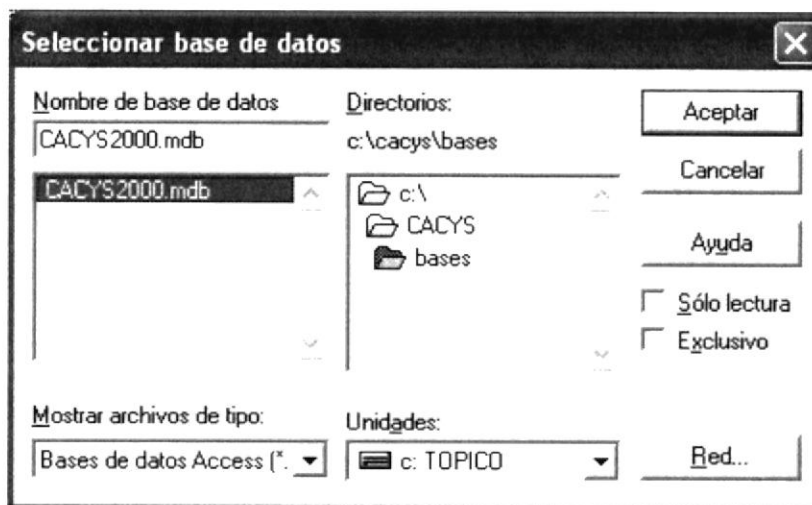 Seleccionar base de datos
Nombre de base de datos
CACYS2000.mdb
CACYS2000.mdb
Mostrar archivos de tipo:
Bases de datos Access (*.
Directorios:
c:\cacys\bases
c:\
CACYS
bases
Unidades:
c: TOPICO
Aceptar
Cancelar
Ayuda
Sólo lectura
Exclusivo
Red...